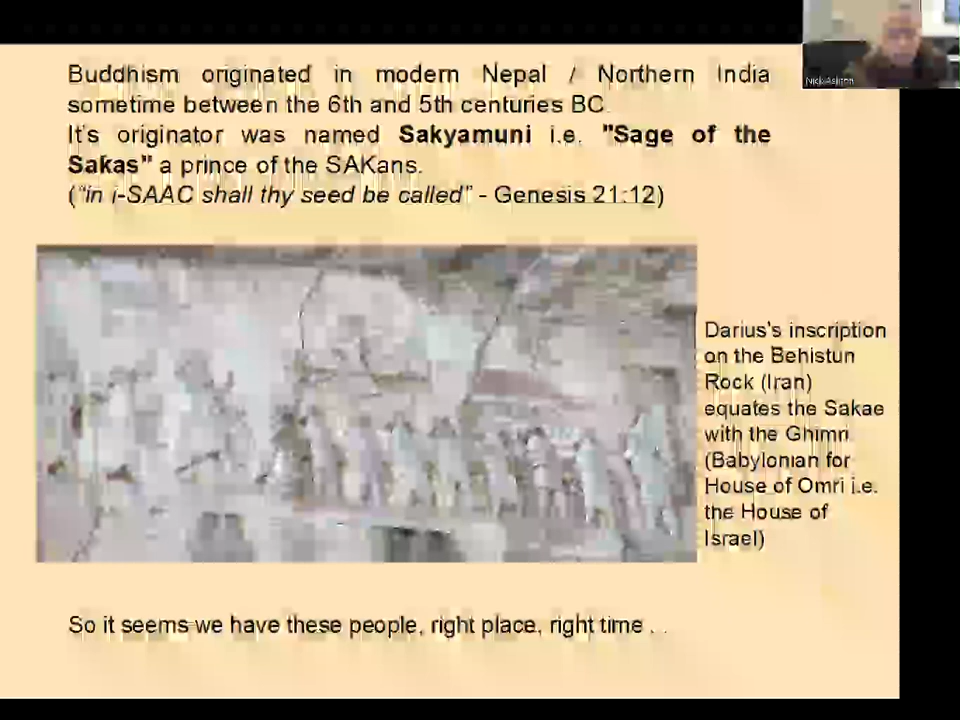 Buddhism originated in modern Nepal / Northern India
sometime between the 6th and 5th centuries BC.
It's originator was named Sakyamuni i.e. "Sage of the
Sakas" a prince of the SAKans.
("in i-SAAC shall thy seed be called" - Genesis 21:12)
Darius's inscription
on the Behistun
Rock (Iran)
equates the Sakae
with the Ghimri
(Babylonian for
House of Omri i.e.
the House of
Israel)
So it seems we have these people, right place, right time . .